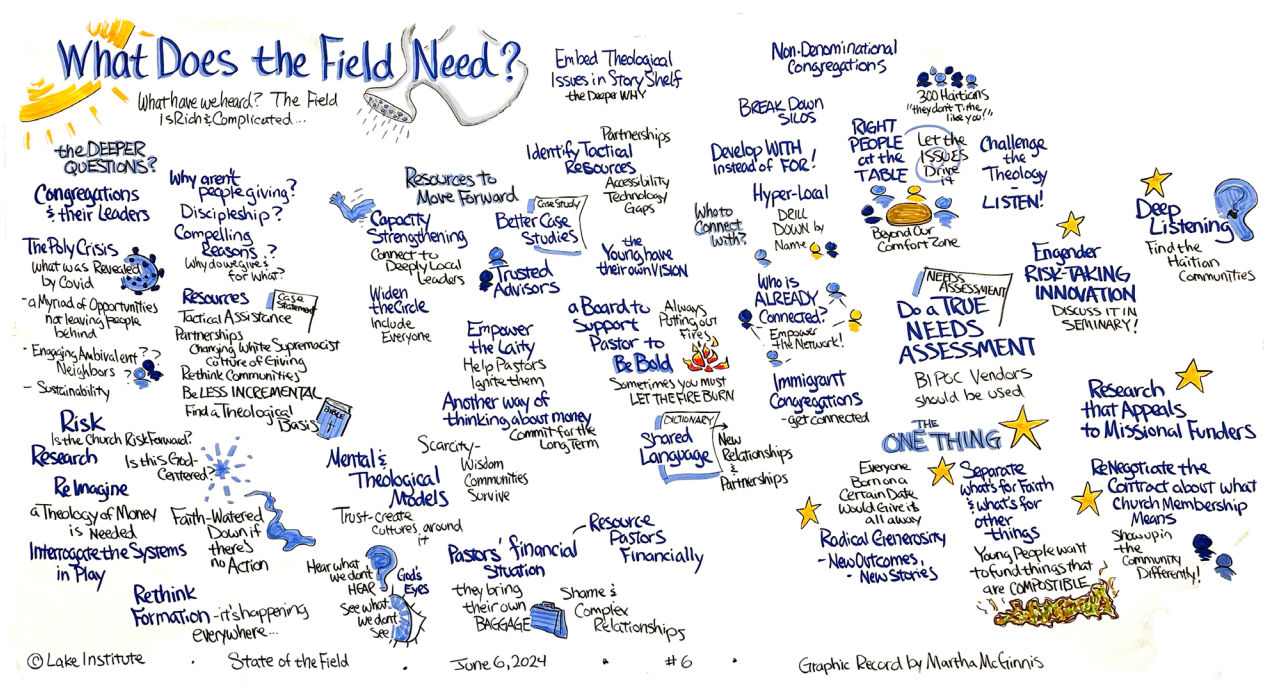 What Does the Field Need?
What have we heard? The Field
Is Rich & Complicated...
the DEEPER
QUESTIONS?
Congregations
& their Leaders
The Poly Crisis
What was Revealed
by Covid
- a Myriad of Opportunities
not leaving People
behind
- Engaging Ambivalent ? ?
Neighbors ?
- Sustainability
Risk
Is the Church Risk Forward?
Research
Is this God-
Centered?
ReImagine
a Theology of Money
is Needed
Interrogate the Systems
in Play
Faith-Watered
Down if
there's
no Action
Rethink
Formation - it's happening
everywhere...
Why aren't
people giving?
Discipleship?
Compelling
Reasons.?
Why do we give &
for what?
Resources
Case
Statement
Tactical Assistance
Partnerships
Changing White Supremacist
Culture of Giving
Rethink Communities
Be LESS INCREMENTAL
Find a Theological
Basis
BIBLE
Resources to
Move Forward
Capacity
Strengthening
Connect to
Deeply Local
Leaders
Widen
the Circle
Include
Everyone
Case Study
Better Case
Studies
Trusted
Advisors
Empower
the Laity
Help Pastors
Ignite them
Another way of
thinking about money
Commit for the
Long Term
Scarcity-
Wisdom
Communities
Survive
Mental &
Theological
Models
Trust-create
Cultures around
it
Hear what
we don't
HEAR
God's
Eyes
See what
we don't
See
Pastors' financial
Situation
they bring
their own
BAGGAGE
Shame &
Complex
Relationships
Resource
Pastors
Financially
Embed Theological
Issues in Story Shelf
the Deeper WHY
Partnerships
Identify Tactical
Resources
Accessibility
Technology
Gaps
the
Young have
their own VISION
a Board to
Support
Pastor to
Be Bold
Always
Putting out
Fires
Sometimes you Must
LET THE FIRE BURN
DICTIONARY
Shared
Language
New
Relationships
&
Partnerships
Non-Denominational
Congregations
BREAK DOWN
SILOS
Develop WITH
Instead of FOR!
Hyper-Local
DRILL
DOWN by
Name
Who to
Connect
With?
Who is
ALREADY
Connected?
Empower
the Network!
Immigrant
Congregations
- get connected
300 Haitians
"they don't Tithe
like you!"
RIGHT
PEOPLE
at the
TABLE
Let the
ISSUES
Drive
it
Beyond Our
Comfort Zone
Challenge
the
Theology
-
LISTEN!
NEEDS
ASSESSMENT
Do a TRUE
NEEDS
ASSESSMENT
BIPOC Vendors
should be used
Engender
RISK-TAKING
INNOVATION
DISCUSS IT IN
SEMINAR!
Deep
Listening
Find the
Haitian
Communities
THE
ONE THING
Everyone
Born on a
Certain Date
Would Give it
all away
Radical Generosity
- New Outcomes,
- New Stories
Separate
what's for Faith
& what's for
other
things
Young People want
to fund things that
are COMPOSTIBLE
Research
that Appeals
to Missional Funders
ReNegotiate the
Contract about what
Church Membership
Means
Show up in
the
Community
Differently!
© Lake Institute . State of the Field . June 6, 2024 . #6 . Graphic Record by Martha McGinnis